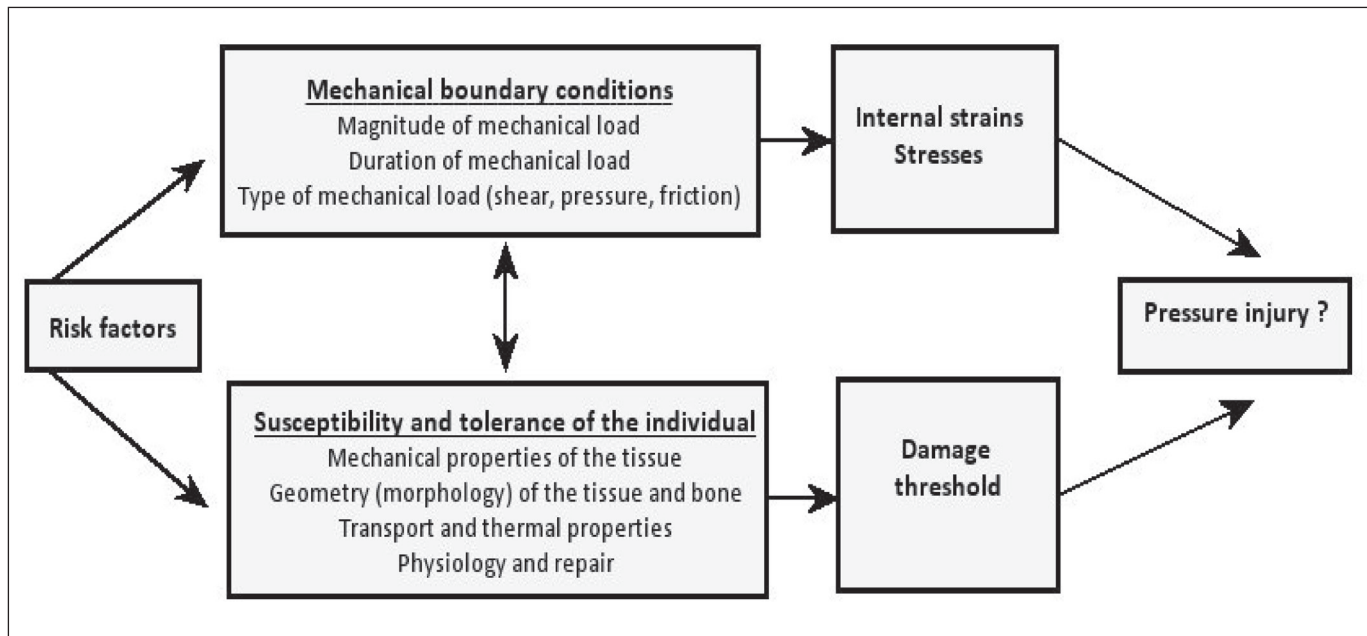 Risk factors
Mechanical boundary conditions
Magnitude of mechanical load
Duration of mechanical load
Type of mechanical load (shear, pressure, friction)
Internal strains
Stresses
Susceptibility and tolerance of the individual
Mechanical properties of the tissue
Geometry (morphology) of the tissue and bone
Transport and thermal properties
Physiology and repair
Damage
threshold
Pressure injury ?